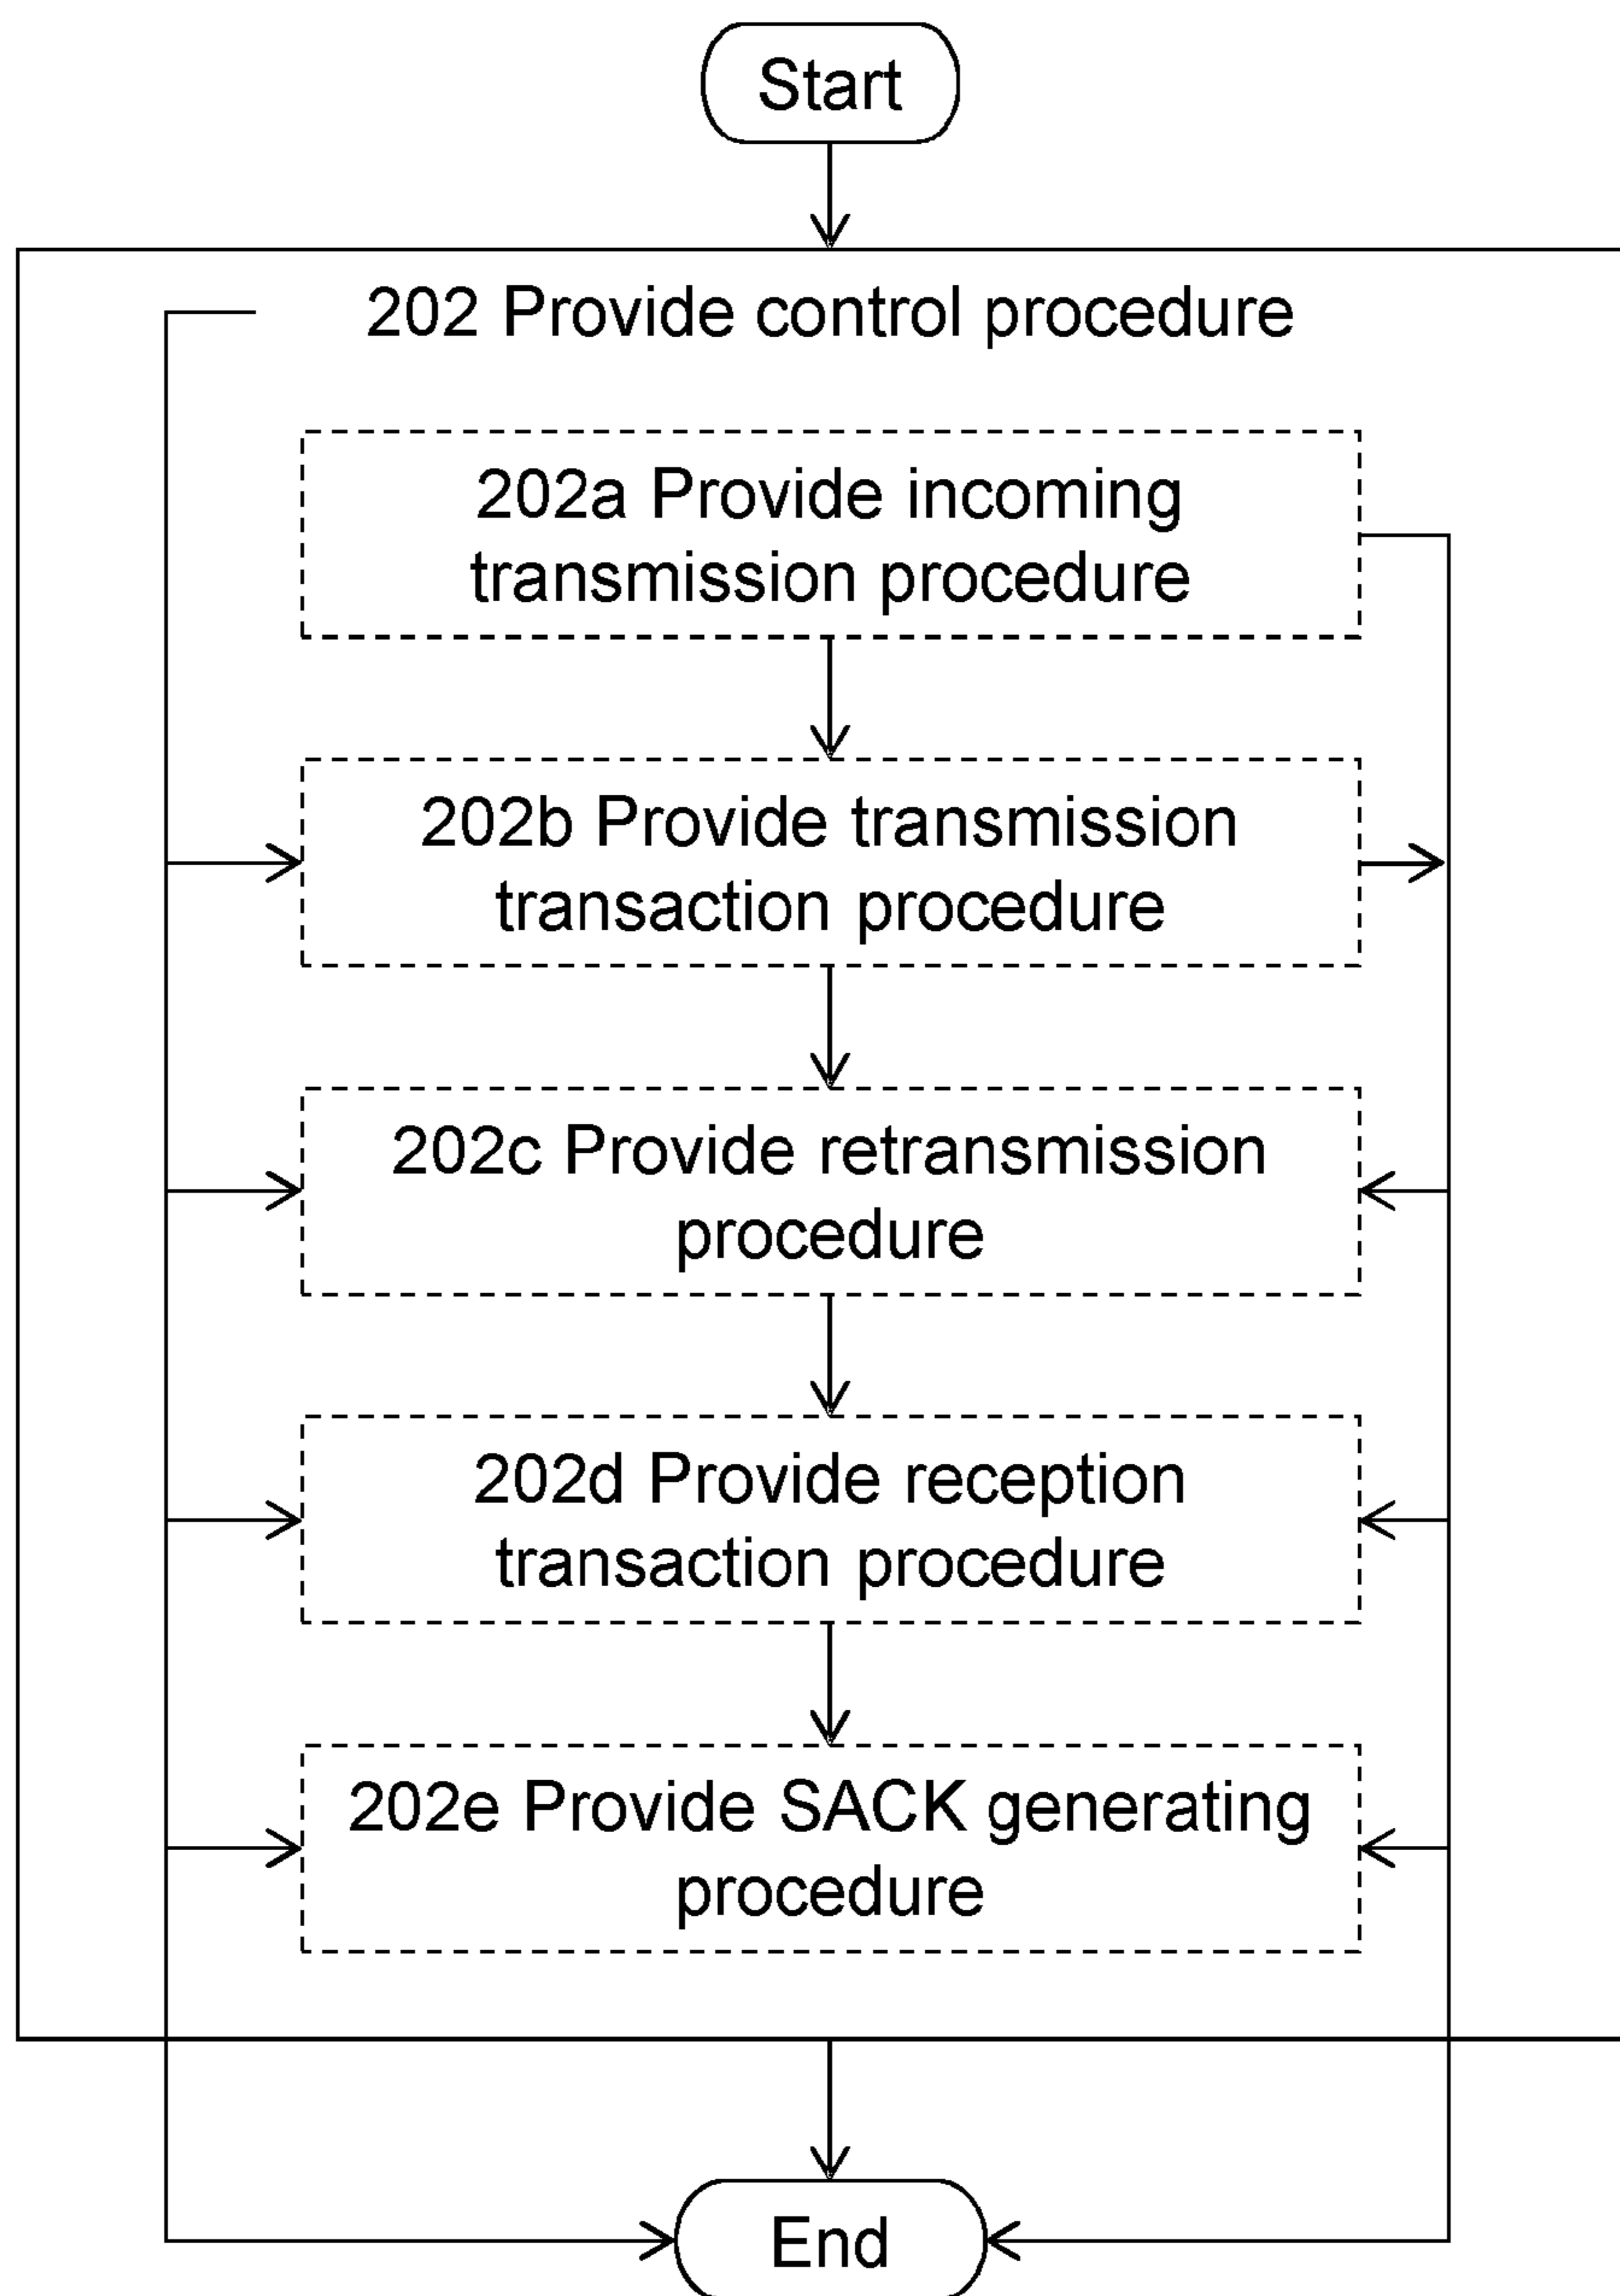 Start
202 Provide control procedure
202a Provide incoming
transmission procedure
202b Provide transmission
transaction procedure
202c Provide retransmission
procedure
202d Provide reception
transaction procedure
202e Provide SACK generating
procedure
End